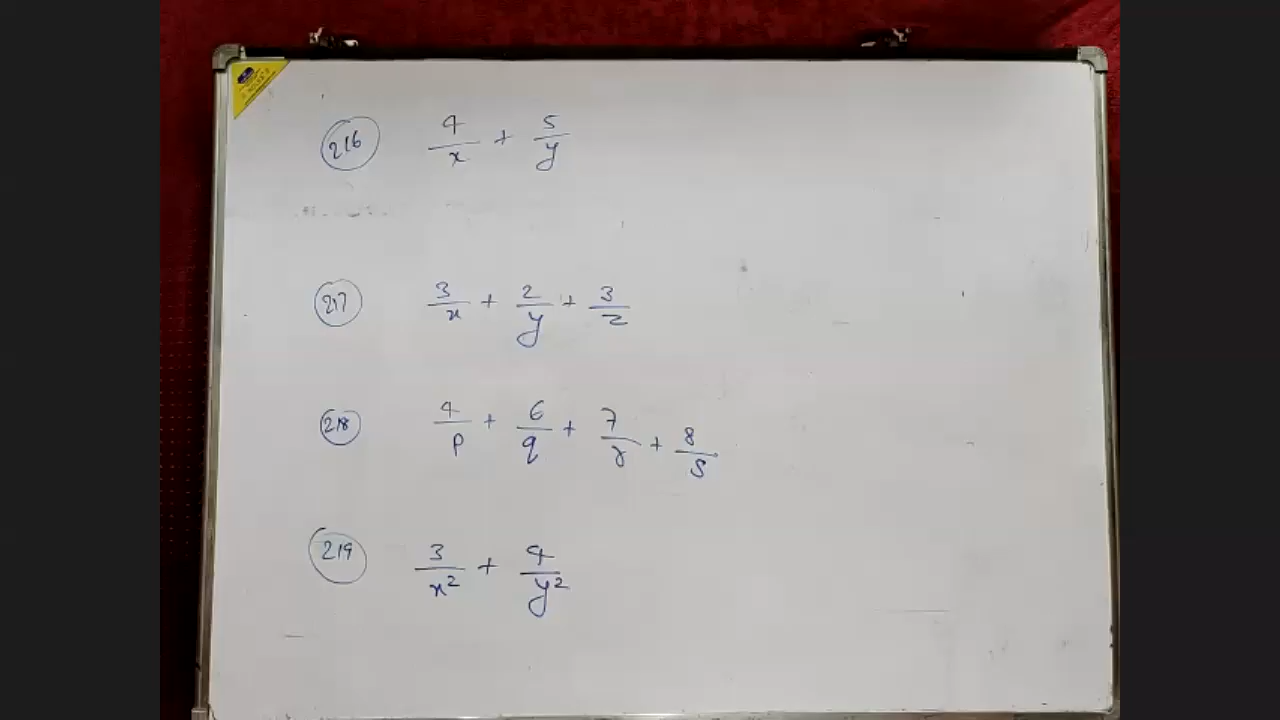 216 4/x + 5/y
217 3/x + 2/y + 3/z
218 4/p + 6/q + 7/r + 8/s
219 3/x² + 4/y²